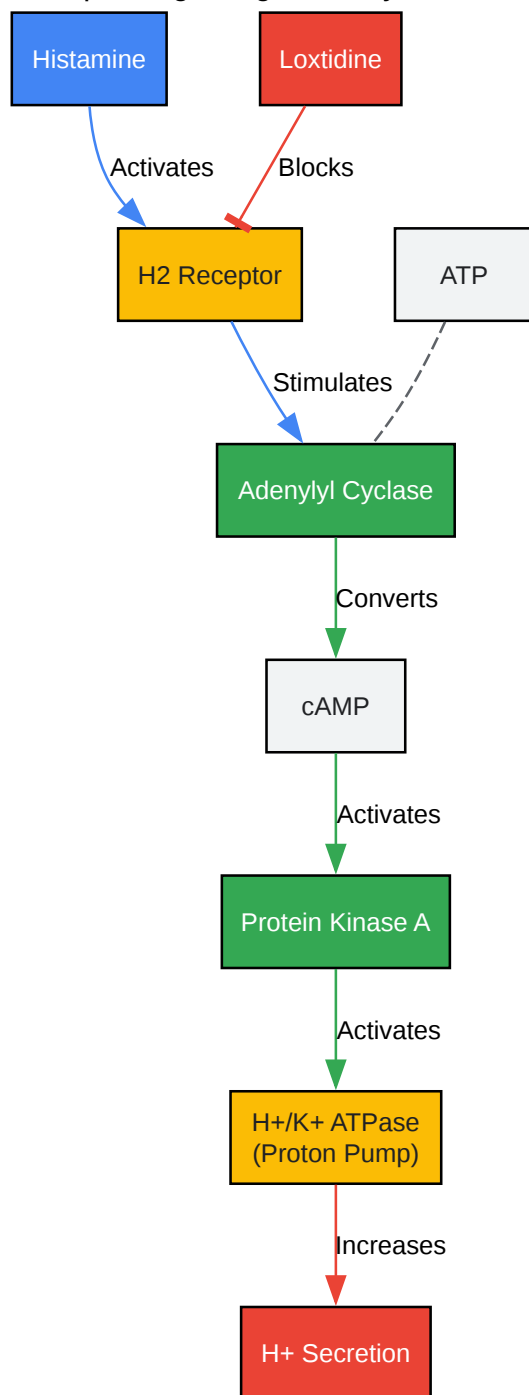 Histamine
Loxtidine
Activates
Blocks
H2 Receptor
ATP
Stimulates
Adenylyl Cyclase
Converts
cAMP
Activates
Protein Kinase A
Activates
H+/K+ ATPase
(Proton Pump)
Increases
H+ Secretion